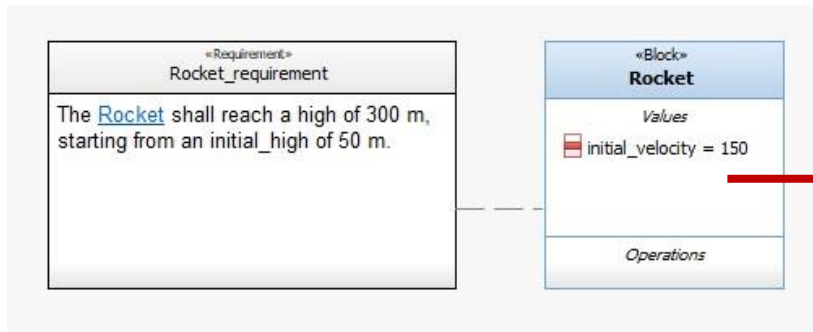 «Requirement»
Rocket_requirement
The Rocket shall reach a high of 300 m,
starting from an initial_high of 50 m.
«Block»
Rocket
Values
initial_velocity = 150
Operations